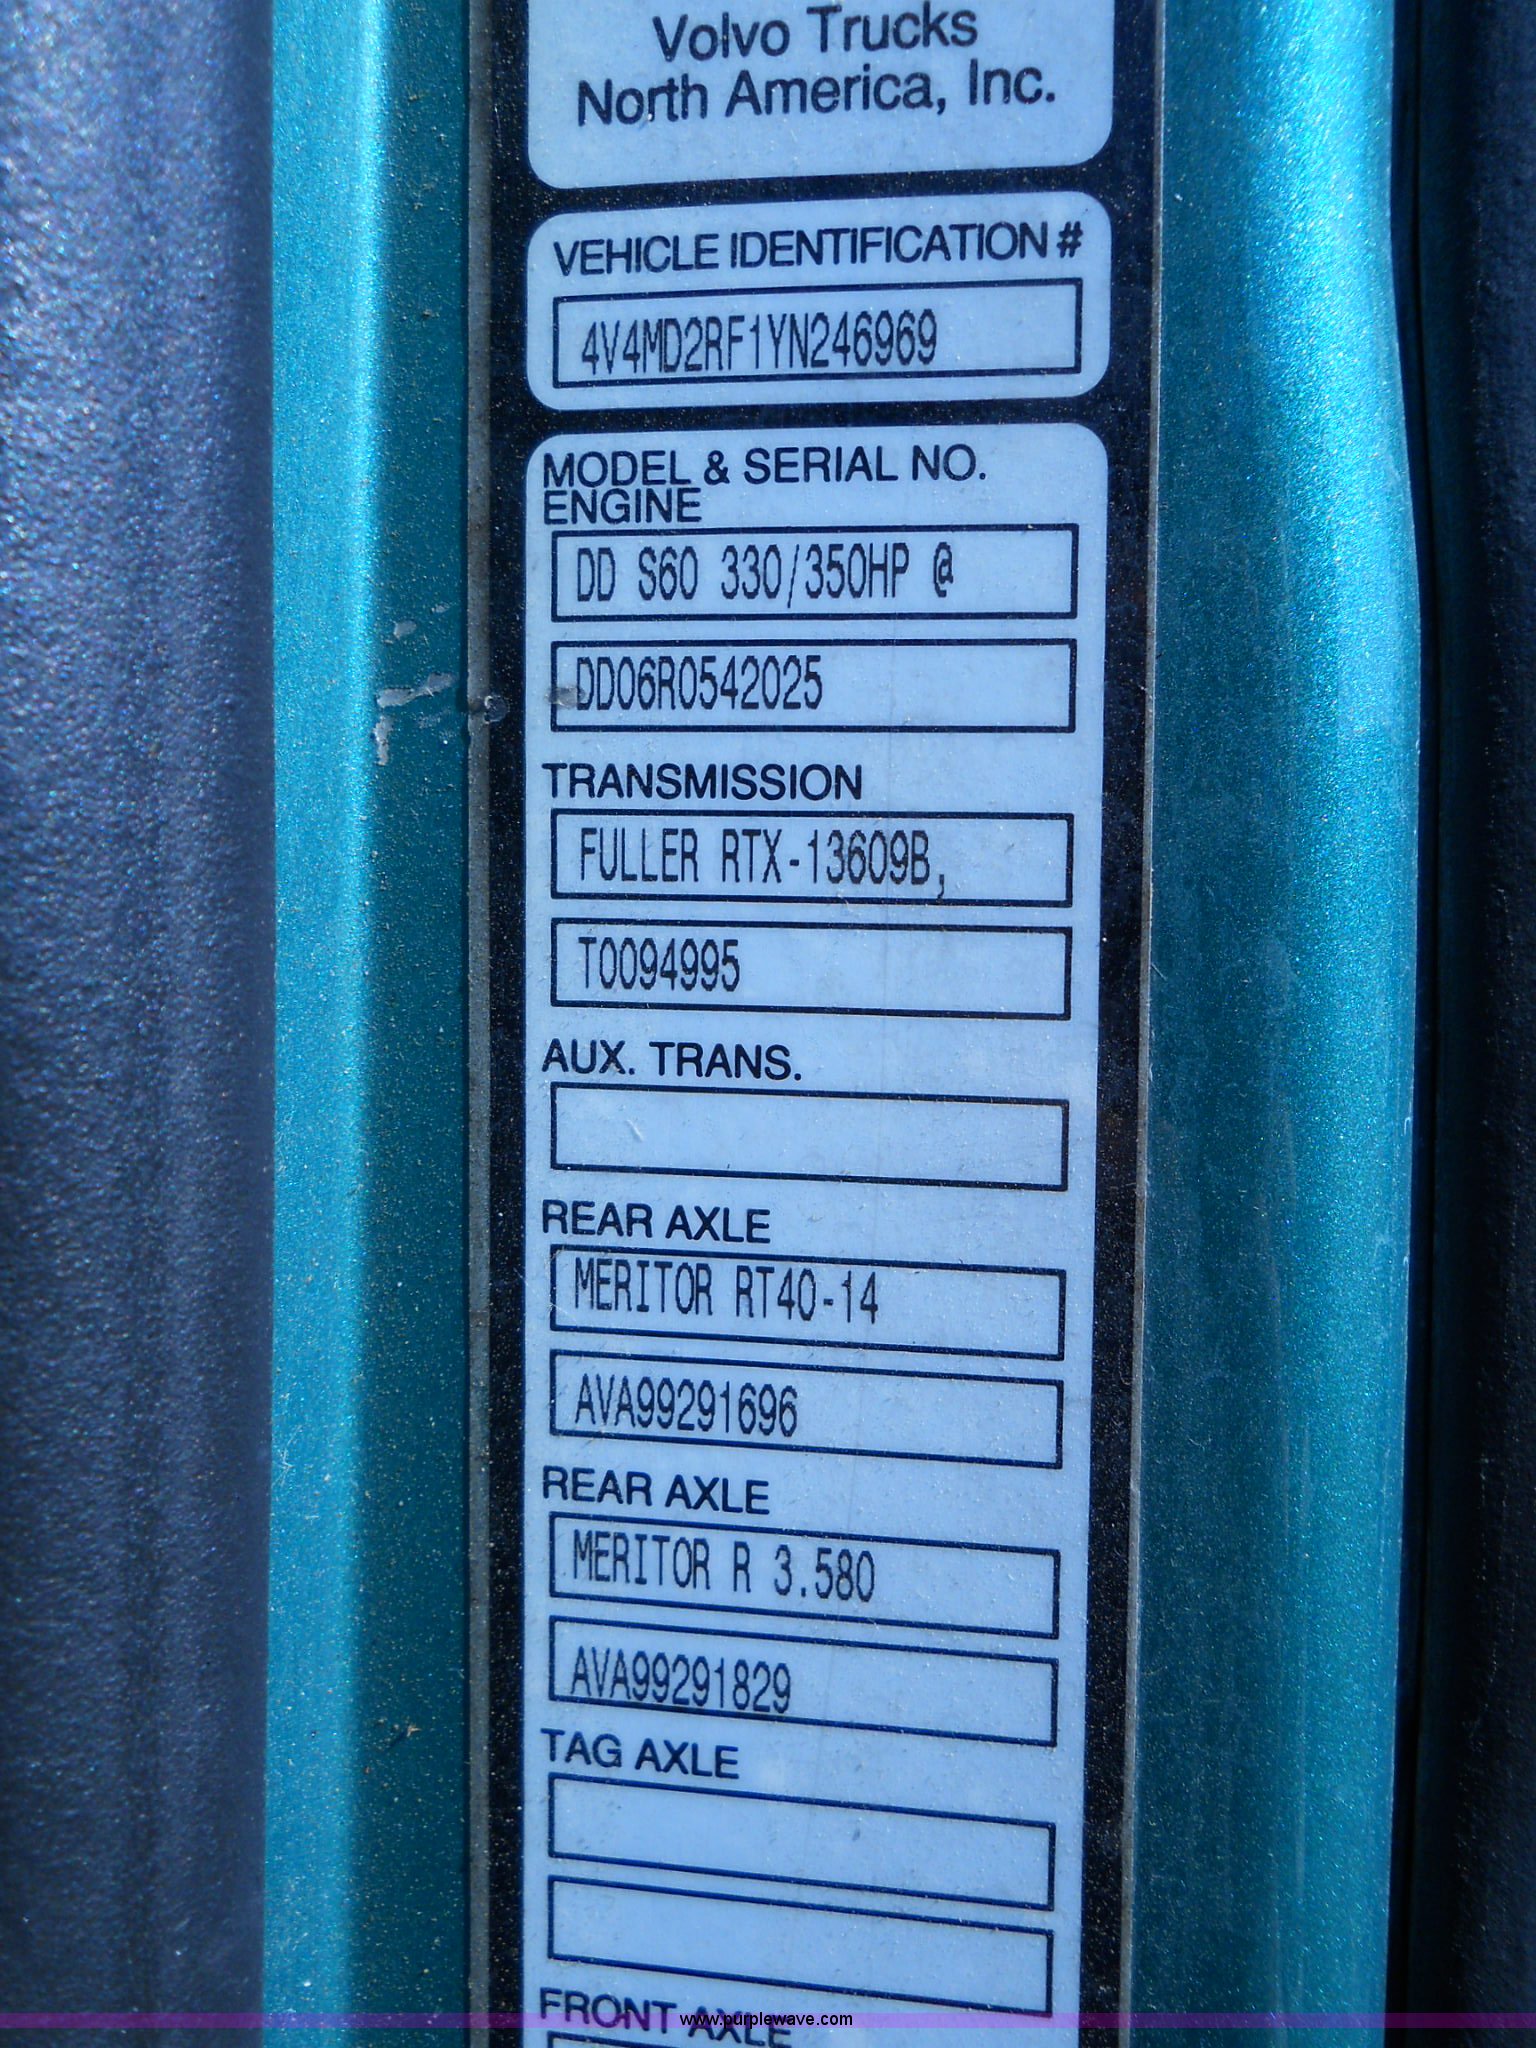 Volvo Trucks
North America, Inc.
VEHICLE IDENTIFICATION #
4V4MD2RF1YN246969
MODEL & SERIAL NO.
ENGINE
DD S60 330/350HP @
DD06R0542025
TRANSMISSION
FULLER RTX-13609B,
T0094995
AUX. TRANS.
REAR AXLE
MERITOR RT40-14
AVA99291696
REAR AXLE
MERITOR R 3.580
AVA99291829
TAG AXLE
FRONT AXLE
www.purplewave.com